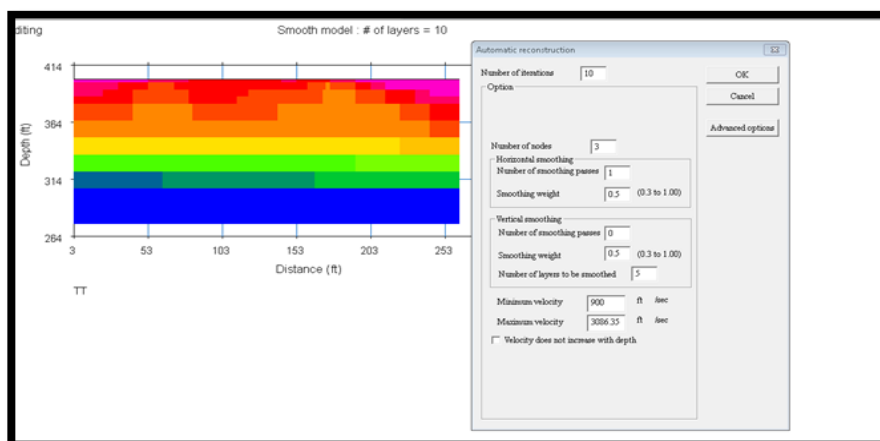 diting
Smooth model : # of layers = 10
414
364
314
264
Depth (ft)
3 53 103 153 203 253
Distance (ft)
TT
Automatic reconstruction
Number of iterstions 10
OK
Cancel
Advanced options
Option
Number of nodes 3
Horizontal smoothing
Number of smoothing passes 1
Smoothing weight 0.5 (0.3 to 1.00)
Vertical smoothing
Number of smoothing passes 0
Smoothing weight 0.5 (0.3 to 1.00)
Number of layers to be smoothed 5
Minimum velocity 900 ft /sec
Maximum velocity 3086.35 ft /sec
Velocity does not increase with depth